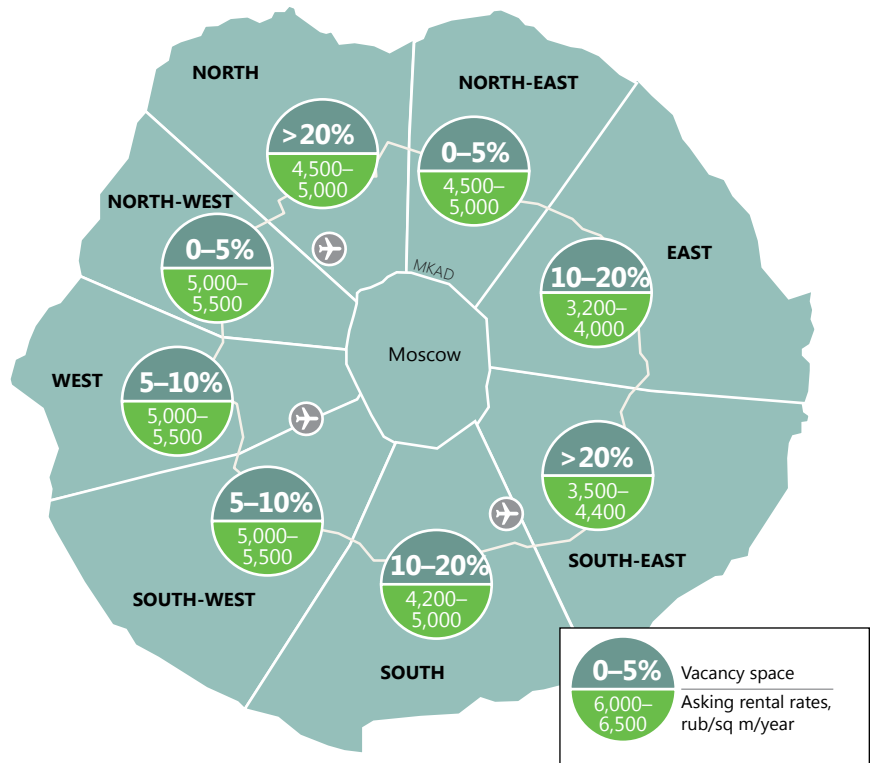 NORTH
>20%
4,500–
5,000
NORTH-EAST
0–5%
4,500–
5,000
NORTH-WEST
0–5%
5,000–
5,500
EAST
10–20%
3,200–
4,000
MKAD
Moscow
WEST
5–10%
5,000–
5,500
>20%
3,500–
4,400
SOUTH-EAST
5–10%
5,000–
5,500
SOUTH-WEST
10–20%
4,200–
5,000
SOUTH
0–5%
Vacancy space
6,000–
6,500
Asking rental rates,
rub/sq m/year